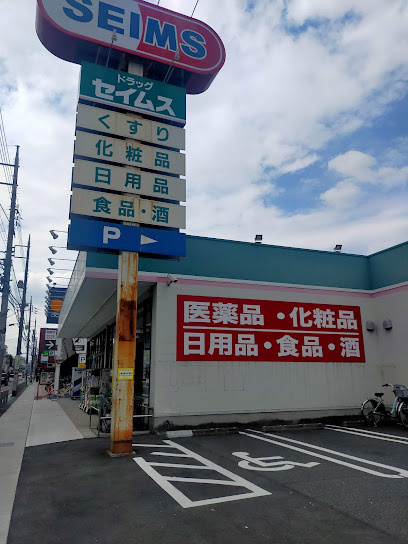 SEIMS
ドラッグ
セイムス
くすり
化粧品
日用品
食品・酒
P
医薬品・化粧品
日用品・食品・酒